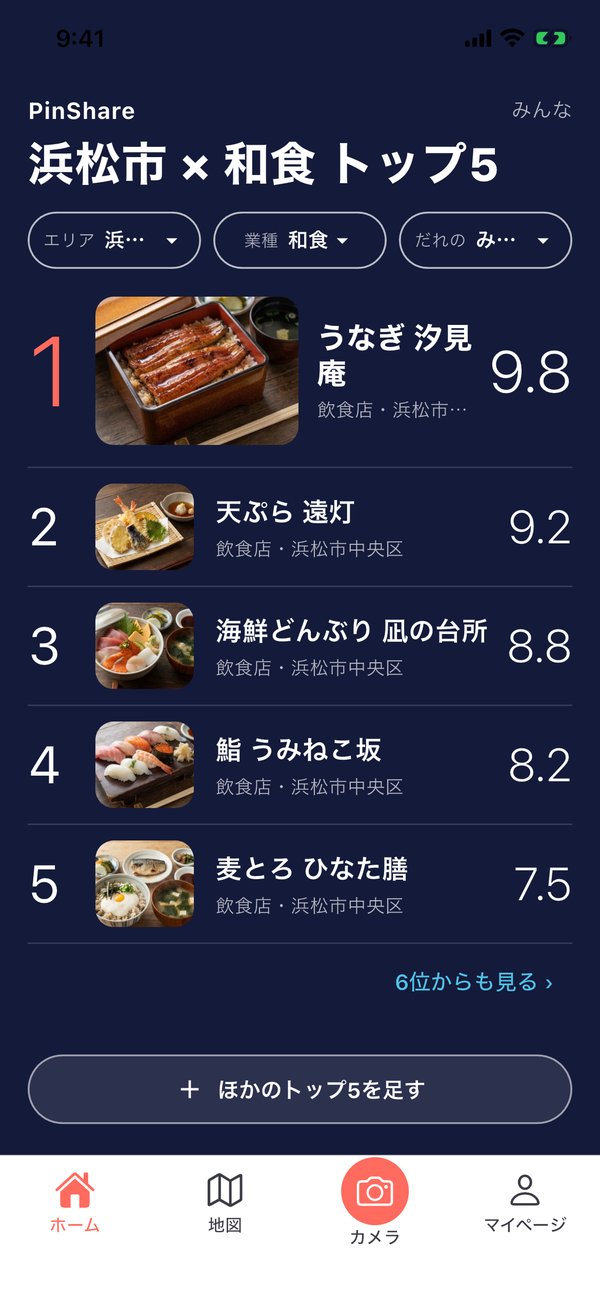 9:41
PinShare
みんな
浜松市 × 和食 トップ5
エリア 浜…
業種 和食
だれの み…
1
うなぎ 汐見
庵
飲食店・浜松市…
9.8
2
天ぷら 遠灯
飲食店・浜松市中央区
9.2
3
海鮮どんぶり 凪の台所
飲食店・浜松市中央区
8.8
4
鮨 うみねこ坂
飲食店・浜松市中央区
8.2
5
麦とろ ひなた膳
飲食店・浜松市中央区
7.5
6位からも見る ›
＋ ほかのトップ5を足す
ホーム
地図
カメラ
マイページ